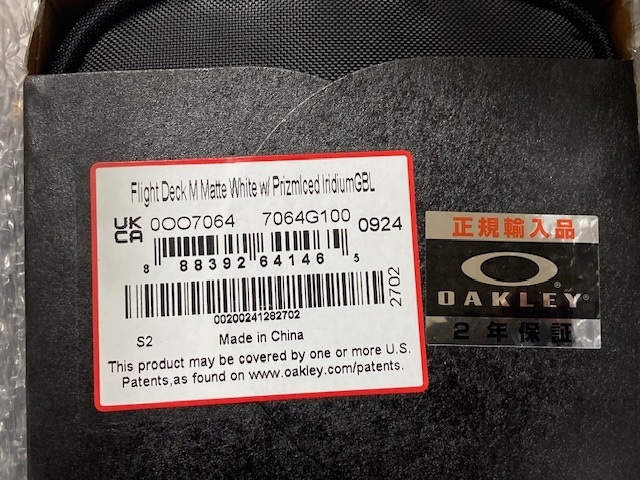 Flight Deck M Matte White w/ PrizmIced IridiumGBL
UK
CA
OOO7064 7064G100 0924
8 88392 64146 5
2702
00200241282702
S2 Made in China
This product may be covered by one or more U.S.
Patents,as found on www.oakley.com/patents.
正規輸入品
OAKLEY
2年保証